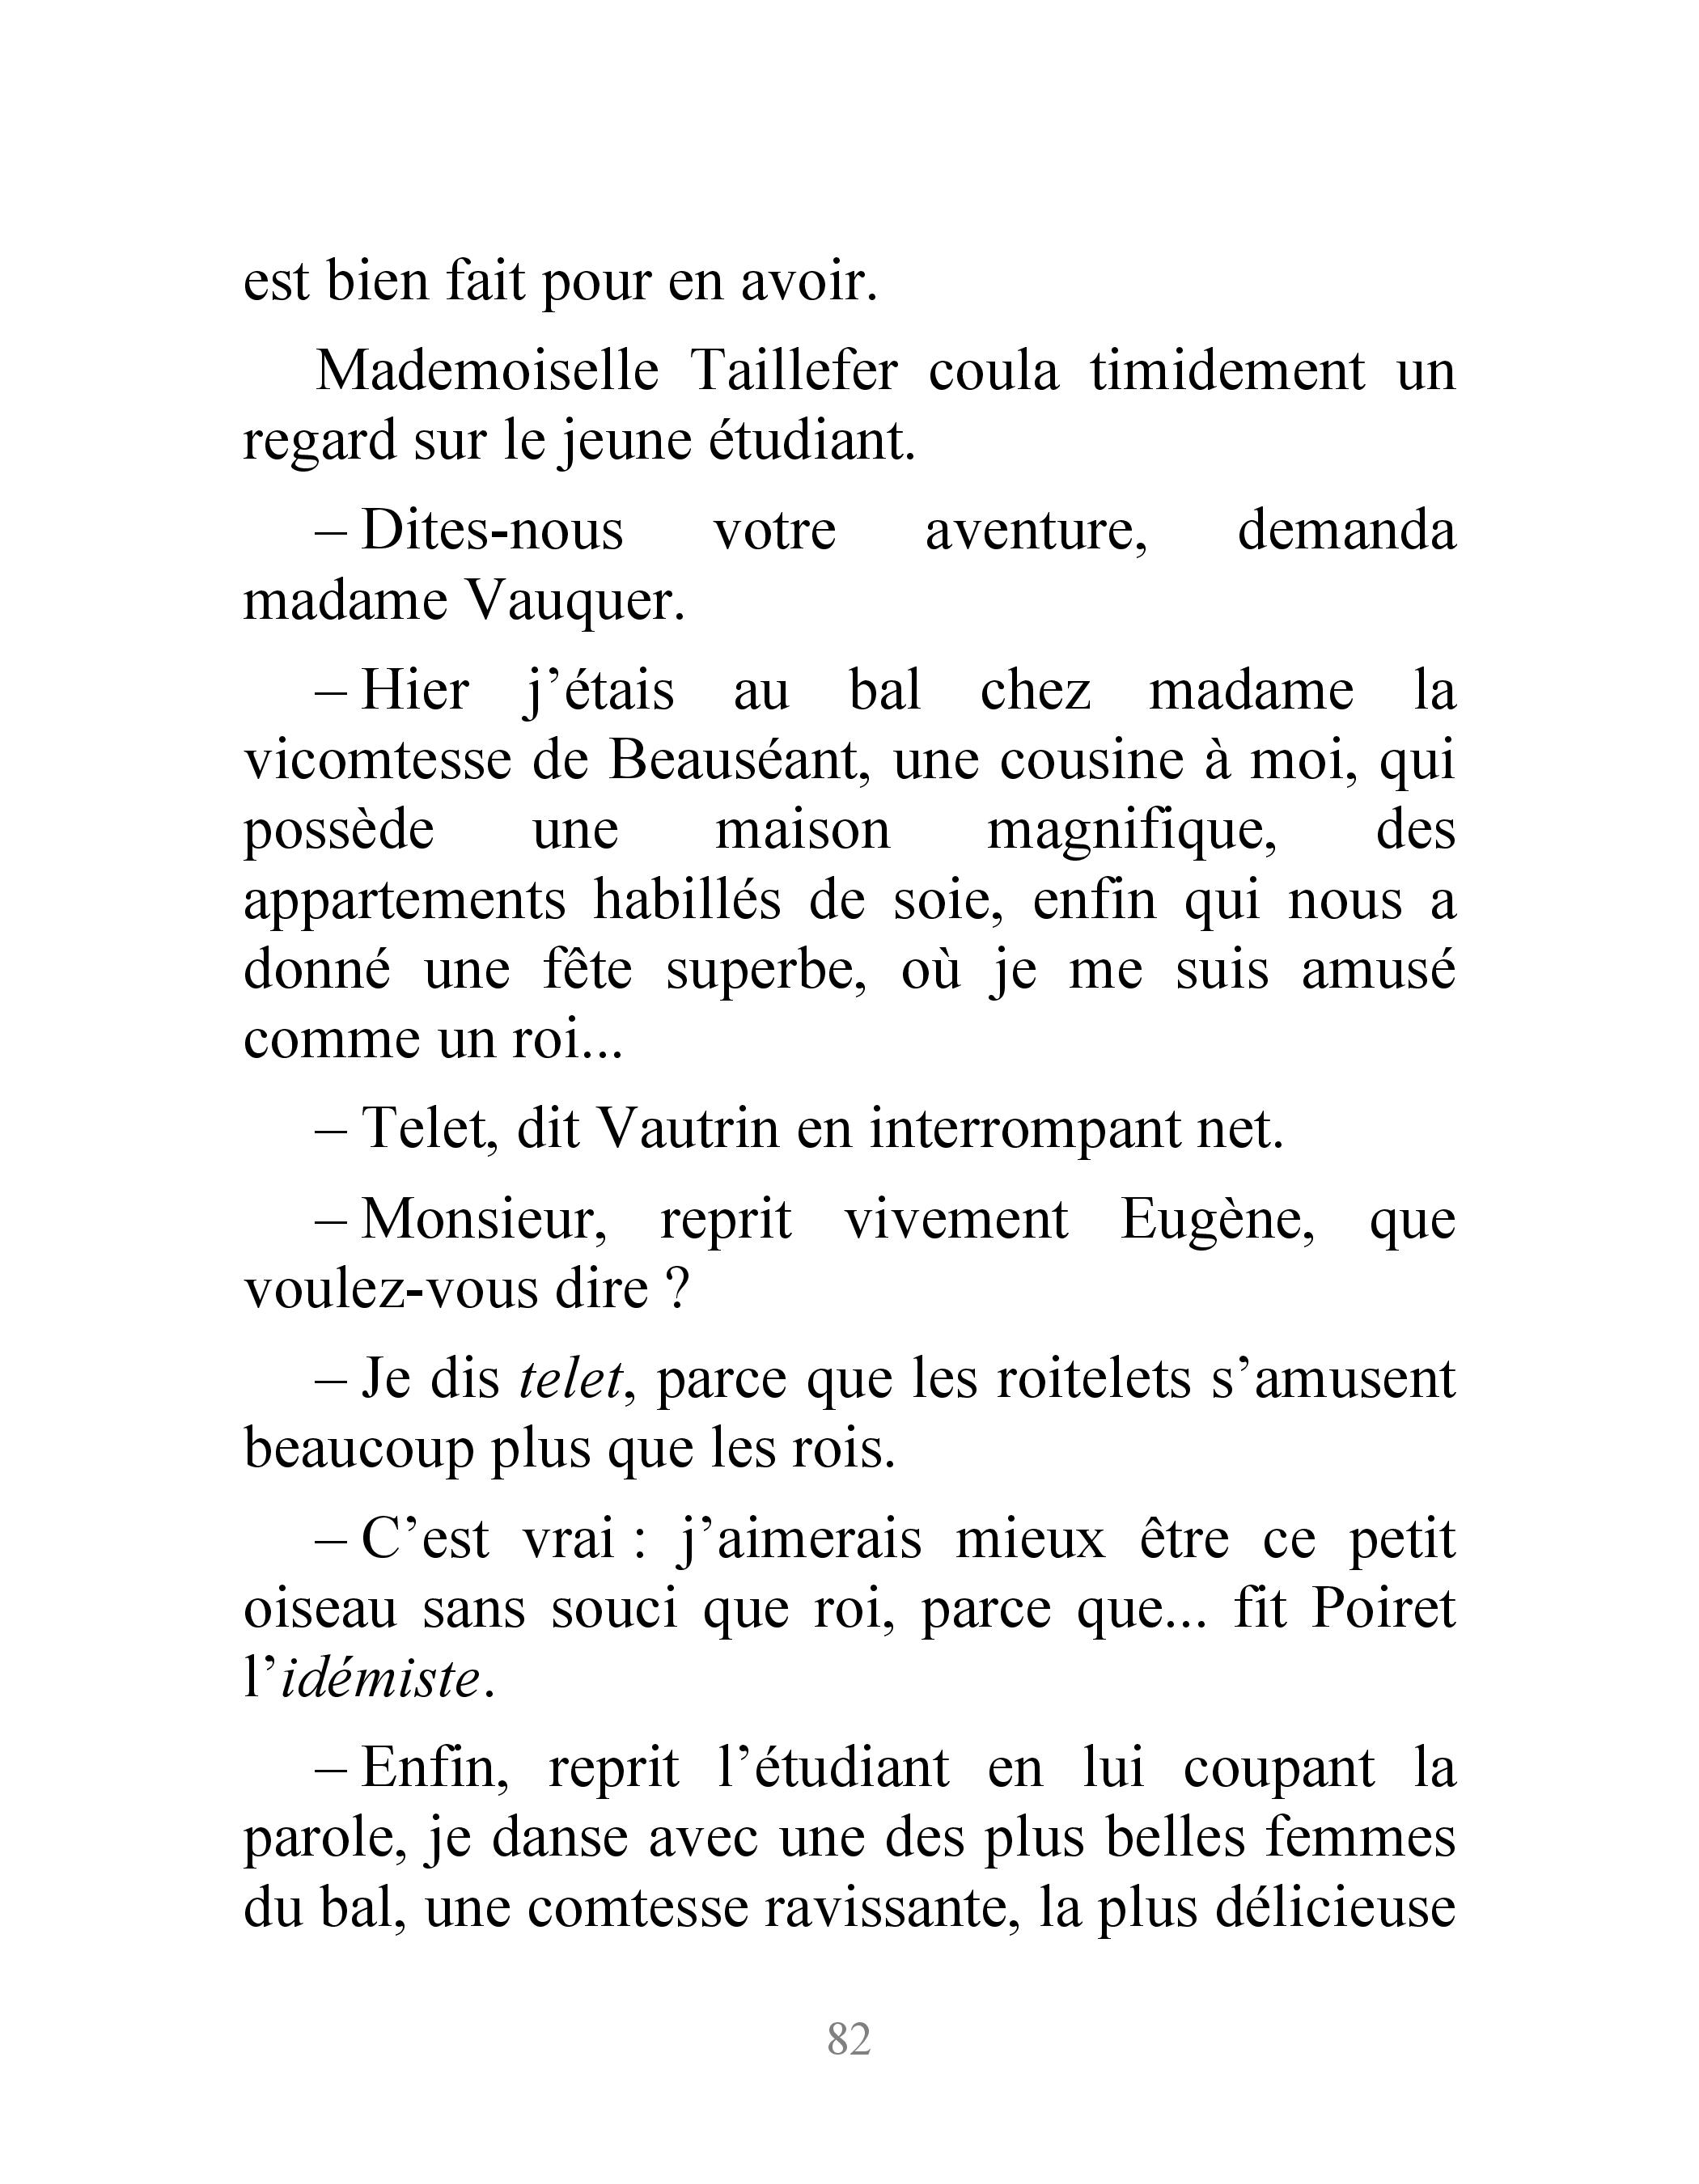 est bien fait pour en avoir.
Mademoiselle Taillefer coula timidement un
regard sur le jeune étudiant.
– Dites-nous votre aventure, demanda
madame Vauquer.
– Hier j’étais au bal chez madame la
vicomtesse de Beauséant, une cousine à moi, qui
possède une maison magnifique, des
appartements habillés de soie, enfin qui nous a
donné une fête superbe, où je me suis amusé
comme un roi...
– Telet, dit Vautrin en interrompant net.
– Monsieur, reprit vivement Eugène, que
voulez-vous dire ?
– Je dis telet, parce que les roitelets s’amusent
beaucoup plus que les rois.
– C’est vrai : j’aimerais mieux être ce petit
oiseau sans souci que roi, parce que... fit Poiret
l’idémiste.
– Enfin, reprit l’étudiant en lui coupant la
parole, je danse avec une des plus belles femmes
du bal, une comtesse ravissante, la plus délicieuse
82